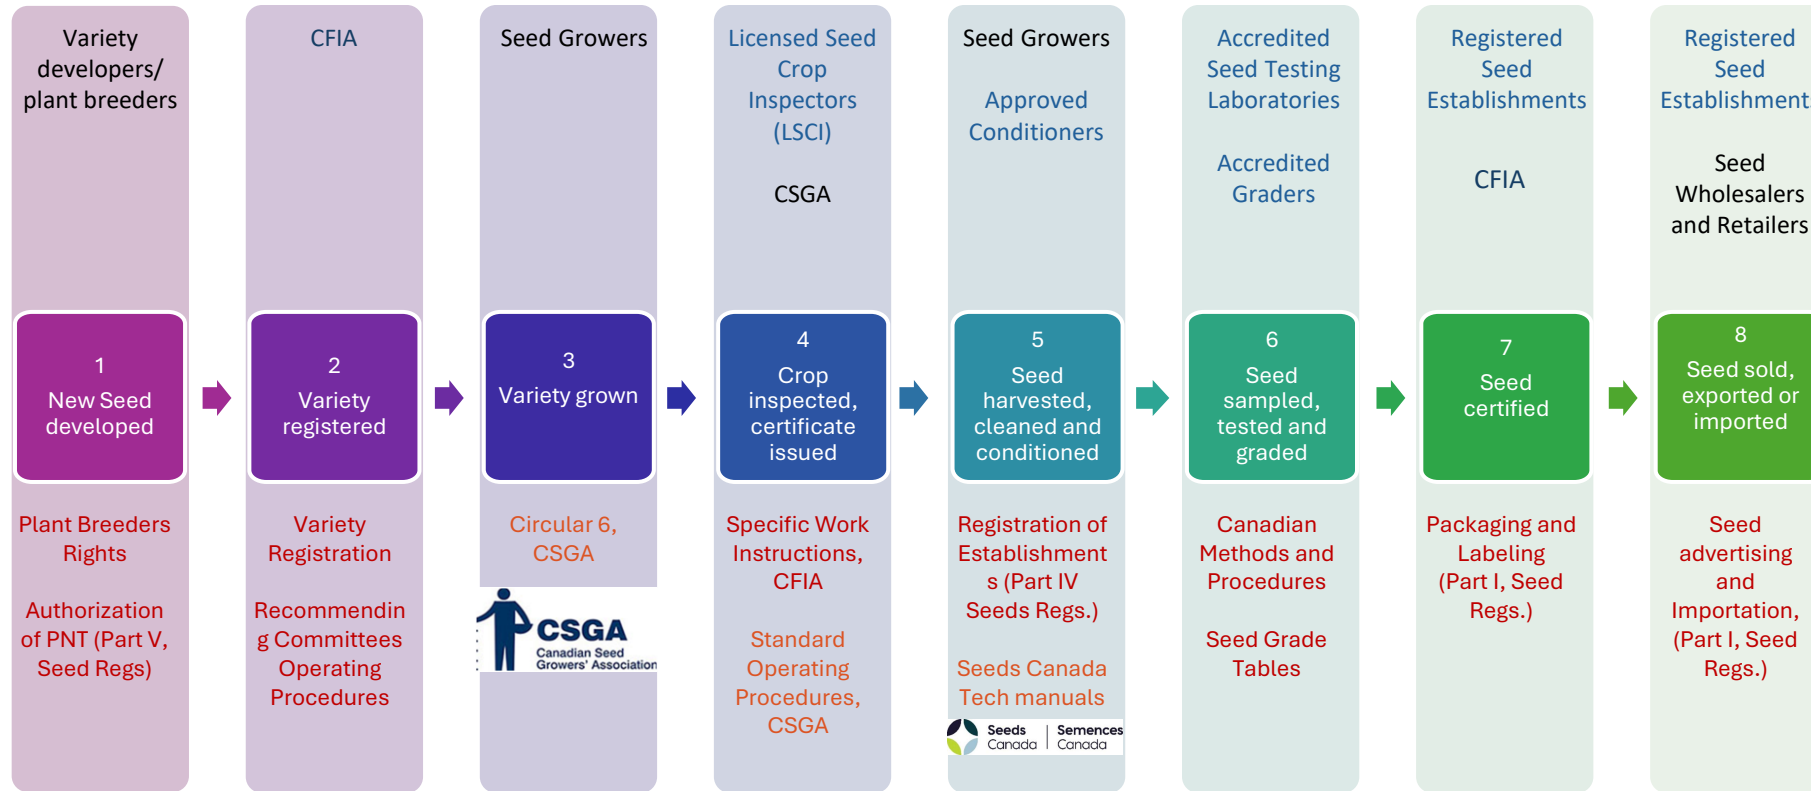 Variety
developers/
plant breeders
CFIA
Seed Growers
Licensed Seed
Crop
Inspectors
(LSCI)
CSGA
Seed Growers
Approved
Conditioners
Accredited
Seed Testing
Laboratories
Accredited
Graders
Registered
Seed
Establishments
CFIA
Registered
Seed
Establishments
Seed
Wholesalers
and Retailers
1
New Seed
developed
2
Variety
registered
3
Variety grown
4
Crop
inspected,
certificate
issued
5
Seed
harvested,
cleaned and
conditioned
6
Seed
sampled,
tested and
graded
7
Seed
certified
8
Seed sold,
exported or
imported
Plant Breeders
Rights
Authorization
of PNT (Part V,
Seed Regs)
Variety
Registration
Recommendin
g Committees
Operating
Procedures
Circular 6,
CSGA
CSGA
Canadian Seed
Growers' Association
Specific Work
Instructions,
CFIA
Standard
Operating
Procedures,
CSGA
Registration of
Establishment
s (Part IV
Seeds Regs.)
Seeds Canada
Tech manuals
Seeds | Semences
Canada | Canada
Canadian
Methods and
Procedures
Seed Grade
Tables
Packaging and
Labeling
(Part I, Seed
Regs.)
Seed
advertising
and
Importation,
(Part I, Seed
Regs.)